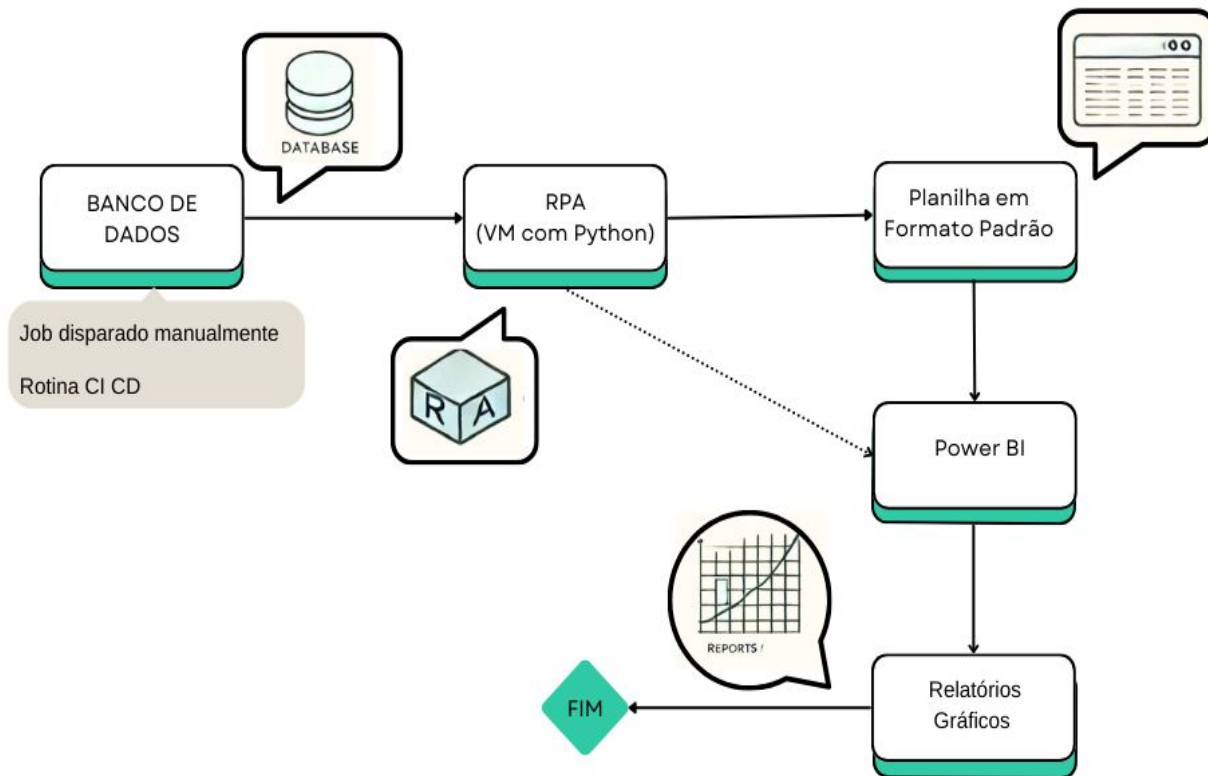 DATABASE
BANCO DE
DADOS
RPA
(VM com Python)
Planilha em
Formato Padrão
Job disparado manualmente
Rotina CI CD
R A
Power BI
REPORTS !
Relatórios
Gráficos
FIM